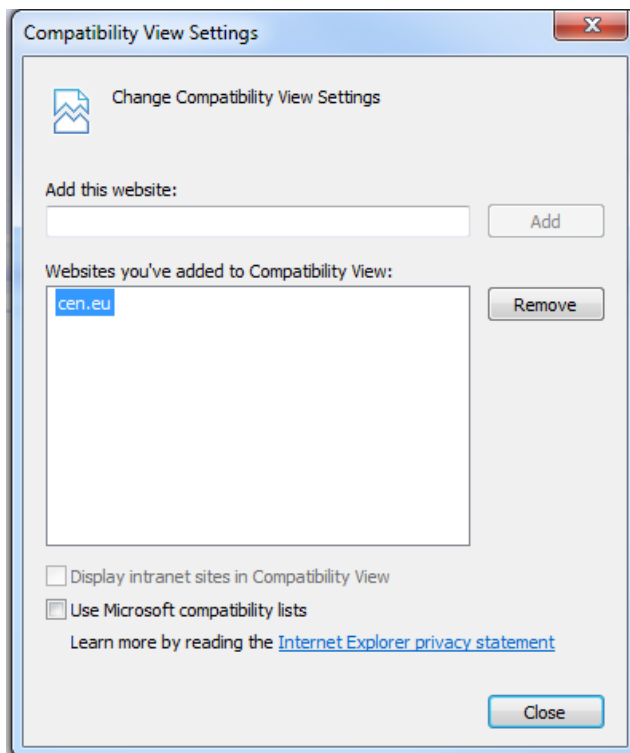 Compatibility View Settings
Change Compatibility View Settings
Add this website:
Add
Websites you've added to Compatibility View:
cen.eu
Remove
Display intranet sites in Compatibility View
Use Microsoft compatibility lists
Learn more by reading the Internet Explorer privacy statement
Close